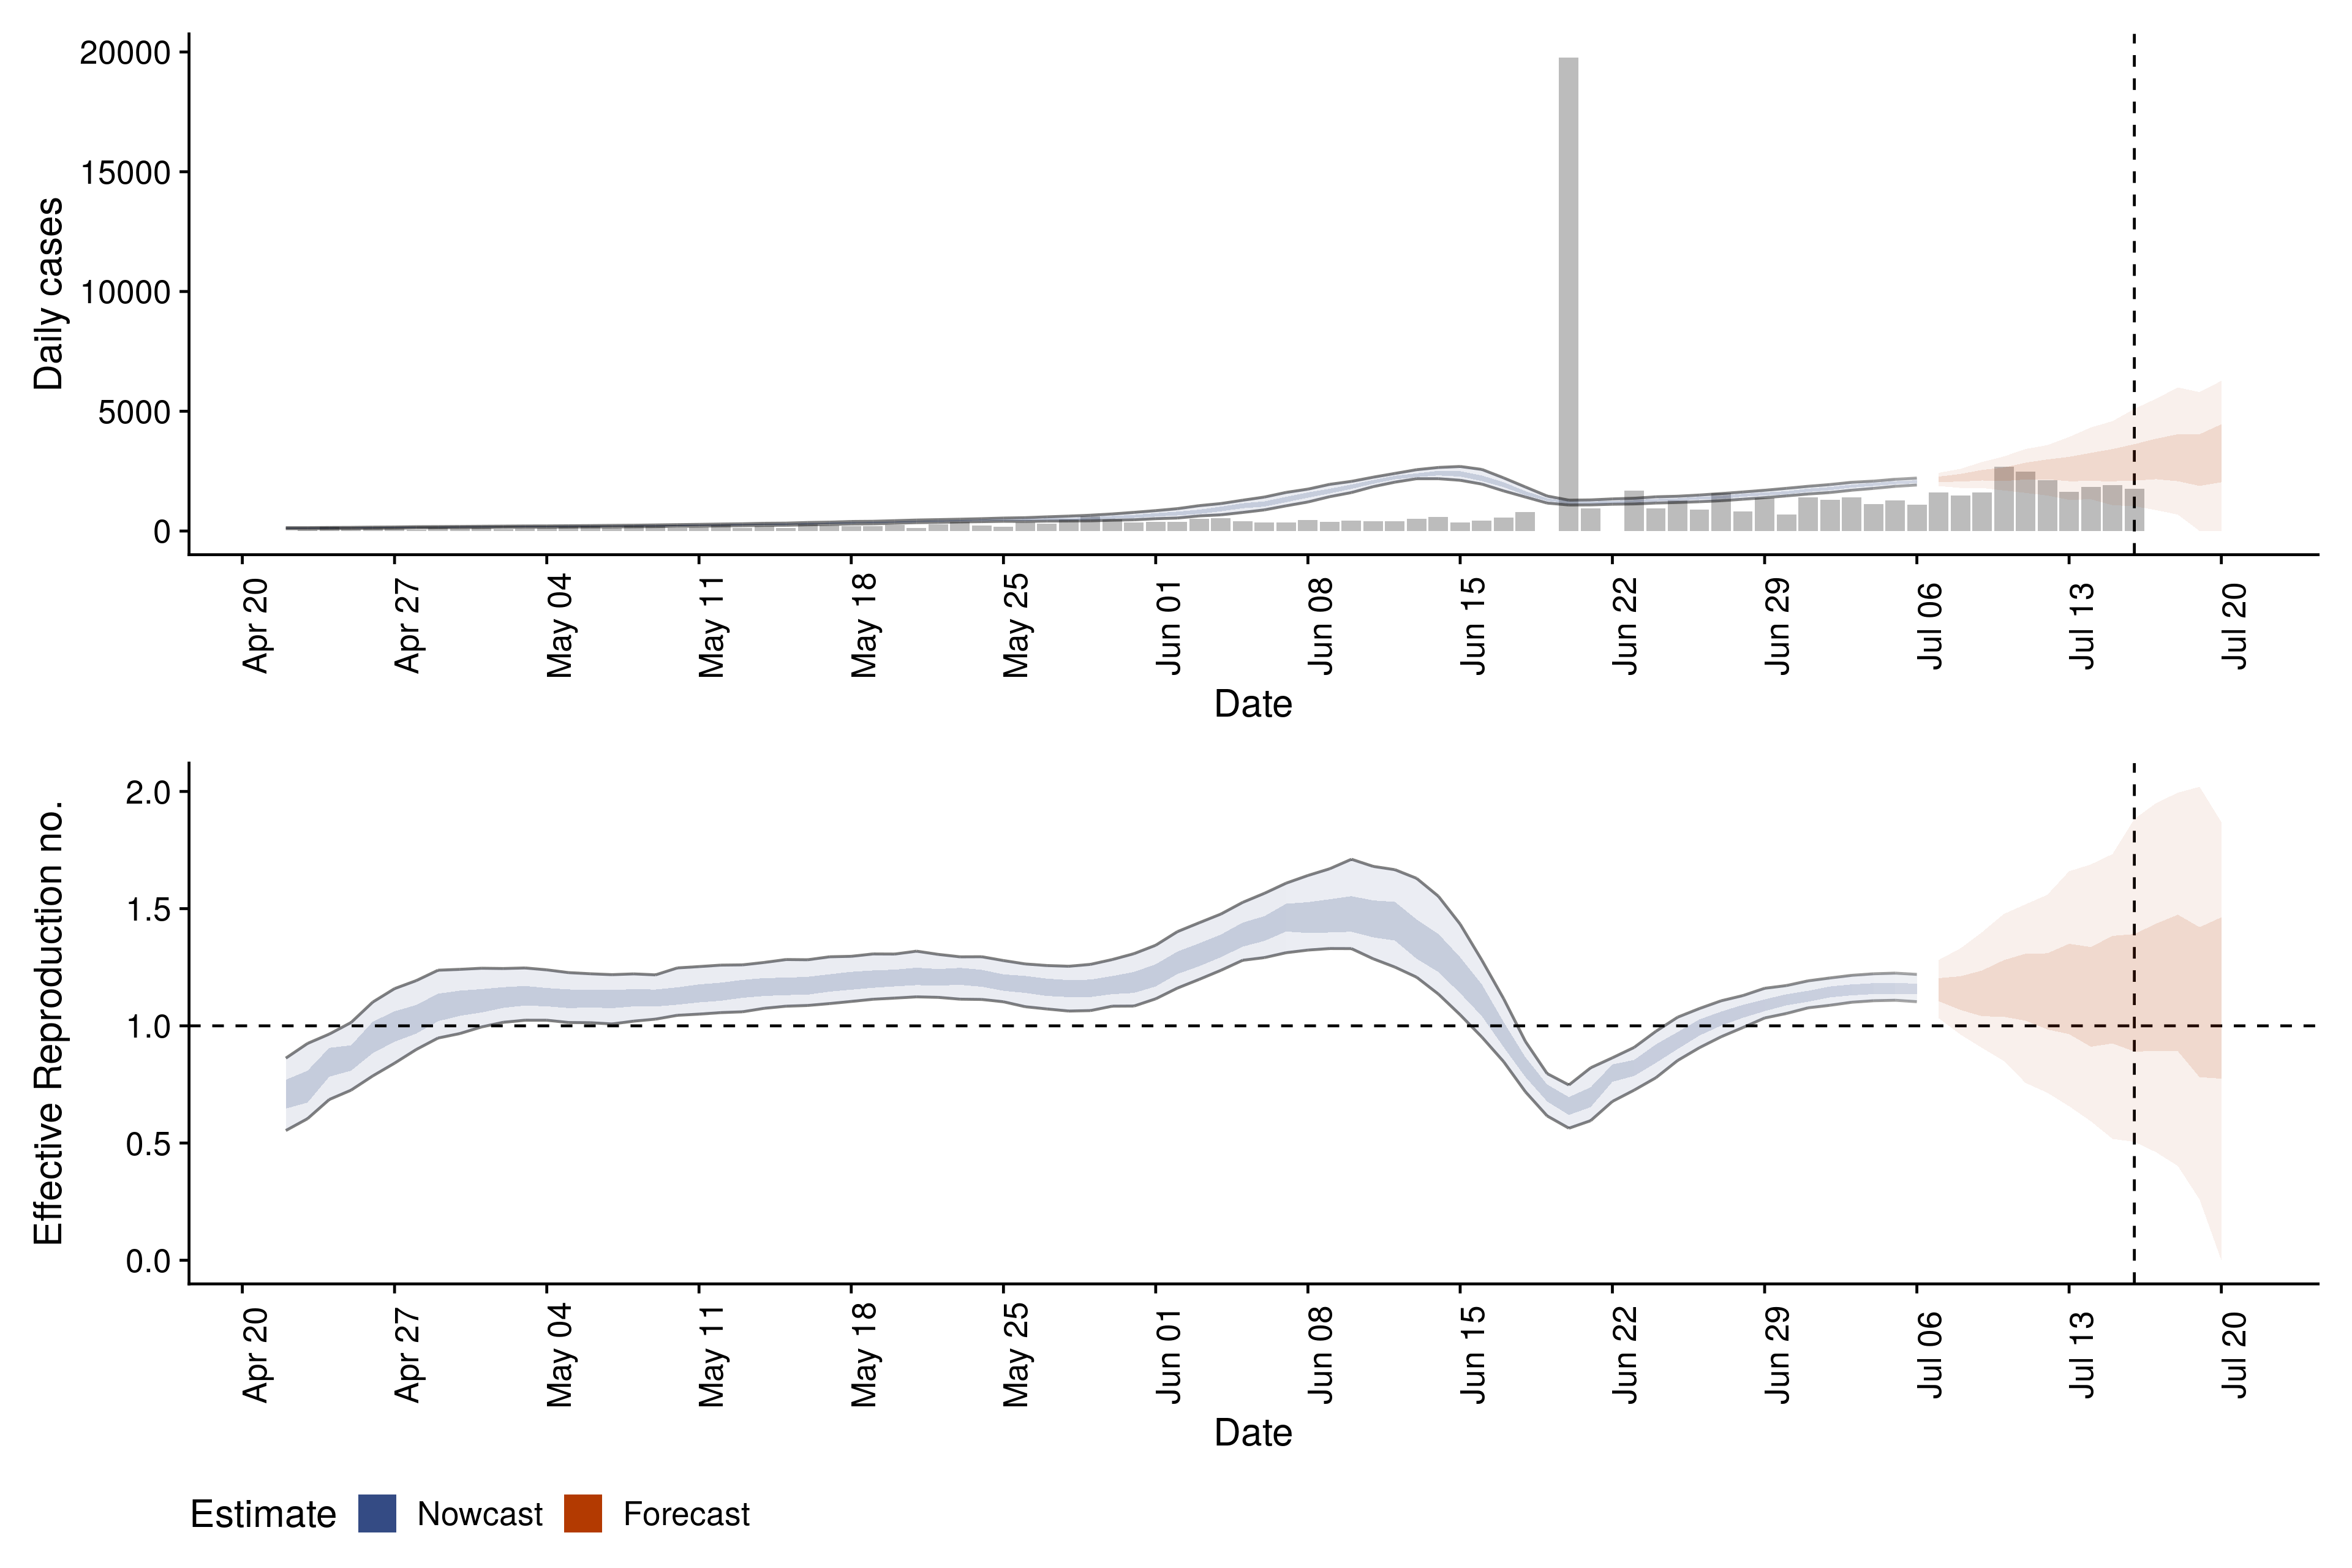 Daily cases
20000
15000
10000
5000
0
Apr 20
Apr 27
May 04
May 11
May 18
May 25
Jun 01
Jun 08
Jun 15
Jun 22
Jun 29
Jul 06
Jul 13
Jul 20
Date
Effective Reproduction no.
2.0
1.5
1.0
0.5
0.0
Apr 20
Apr 27
May 04
May 11
May 18
May 25
Jun 01
Jun 08
Jun 15
Jun 22
Jun 29
Jul 06
Jul 13
Jul 20
Date
Estimate Nowcast Forecast